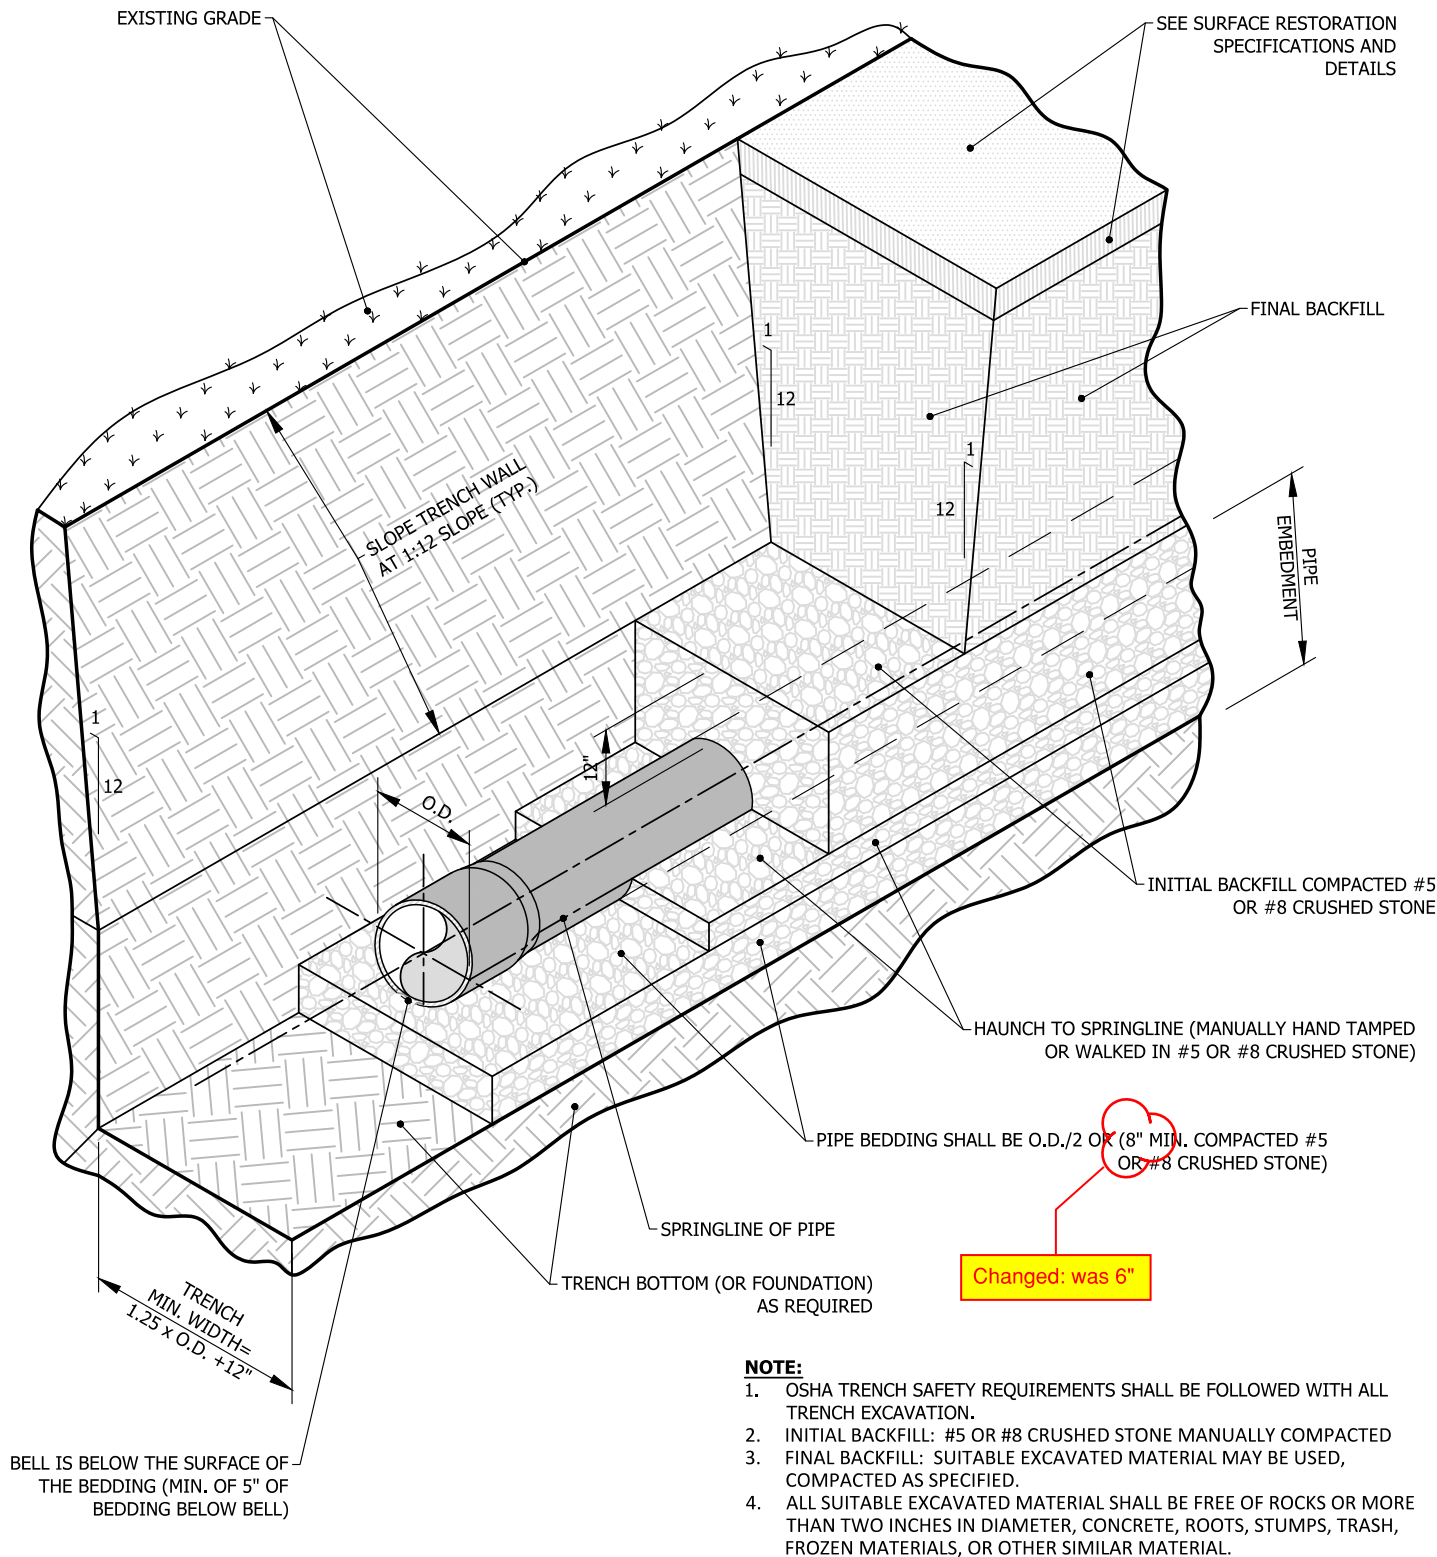 EXISTING GRADE
SEE SURFACE RESTORATION
SPECIFICATIONS AND
DETAILS
FINAL BACKFILL
1
12
1
12
SLOPE TRENCH WALL
AT 1:12 SLOPE (TYP.)
PIPE
EMBEDMENT
1
12
12"
O.D.
INITIAL BACKFILL COMPACTED #5
OR #8 CRUSHED STONE
HAUNCH TO SPRINGLINE (MANUALLY HAND TAMPED
OR WALKED IN #5 OR #8 CRUSHED STONE)
PIPE BEDDING SHALL BE O.D./2 OR (8" MIN. COMPACTED #5
OR #8 CRUSHED STONE)
SPRINGLINE OF PIPE
Changed: was 6"
TRENCH BOTTOM (OR FOUNDATION)
AS REQUIRED
TRENCH
MIN. WIDTH=
1.25 x O.D. +12"
BELL IS BELOW THE SURFACE OF
THE BEDDING (MIN. OF 5" OF
BEDDING BELOW BELL)
NOTE:
1. OSHA TRENCH SAFETY REQUIREMENTS SHALL BE FOLLOWED WITH ALL
TRENCH EXCAVATION.
2. INITIAL BACKFILL: #5 OR #8 CRUSHED STONE MANUALLY COMPACTED
3. FINAL BACKFILL: SUITABLE EXCAVATED MATERIAL MAY BE USED,
COMPACTED AS SPECIFIED.
4. ALL SUITABLE EXCAVATED MATERIAL SHALL BE FREE OF ROCKS OR MORE
THAN TWO INCHES IN DIAMETER, CONCRETE, ROOTS, STUMPS, TRASH,
FROZEN MATERIALS, OR OTHER SIMILAR MATERIAL.